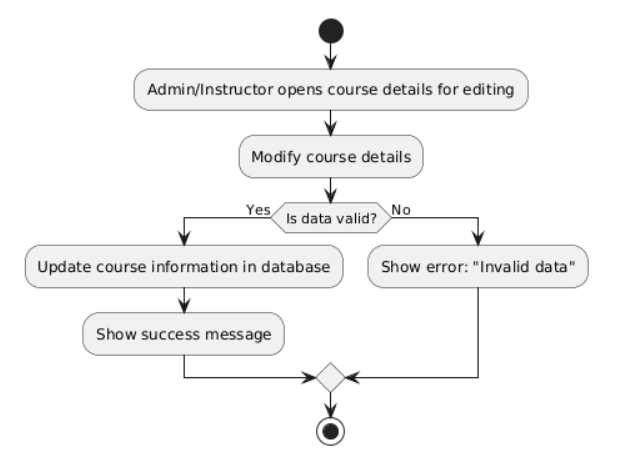 Admin/Instructor opens course details for editing
Modify course details
Yes
Is data valid?
No
Update course information in database
Show error: "Invalid data"
Show success message